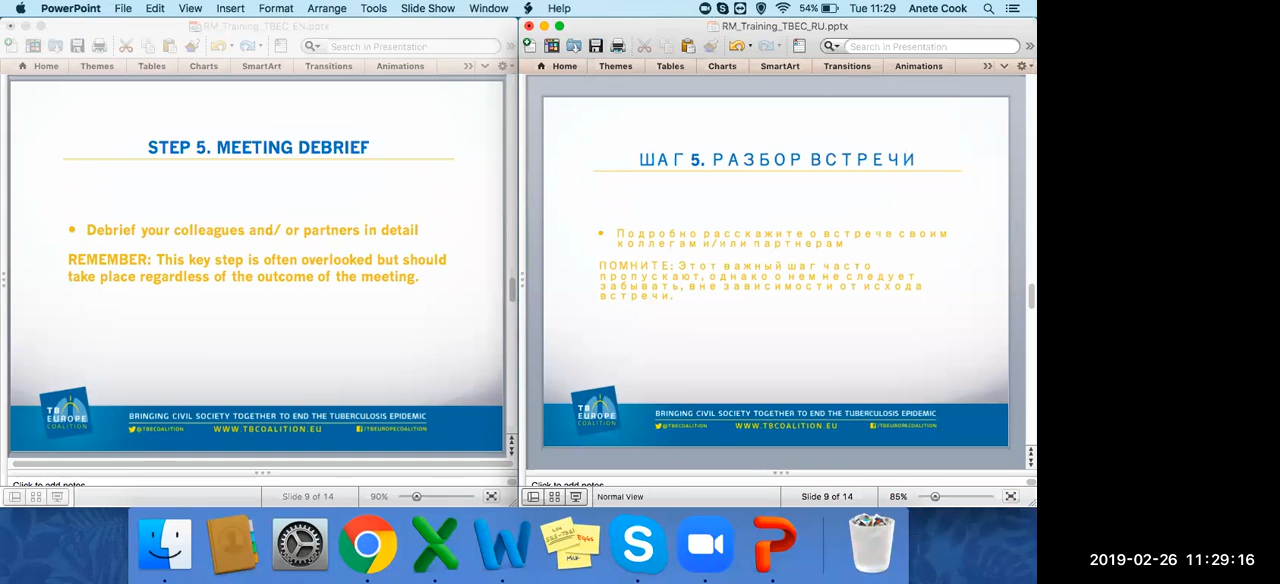 PowerPoint File Edit View Insert Format Arrange Tools Slide Show Window Help 54% Tue 11:29 Anete Cook
RM_Training_TBEC_EN.pptx
Search in Presentation
Home Themes Tables Charts SmartArt Transitions Animations
STEP 5. MEETING DEBRIEF
• Debrief your colleagues and/ or partners in detail
REMEMBER: This key step is often overlooked but should
take place regardless of the outcome of the meeting.
TB
EUROPE
COALITION
BRINGING CIVIL SOCIETY TOGETHER TO END THE TUBERCULOSIS EPIDEMIC
@TBECOALITION WWW.TBCOALITION.EU /TBEUROPECOALITION
Click to add notes
Slide 9 of 14 90%
RM_Training_TBEC_RU.pptx
Search in Presentation
Home Themes Tables Charts SmartArt Transitions Animations
ШАГ 5. РАЗБОР ВСТРЕЧИ
• Подробно расскажите о встрече своим
коллегам и/или партнерам
ПОМНИТЕ: Этот важный шаг часто
пропускают, однако о нем не следует
забывать, вне зависимости от исхода
встречи.
TB
EUROPE
COALITION
BRINGING CIVIL SOCIETY TOGETHER TO END THE TUBERCULOSIS EPIDEMIC
@TBECOALITION WWW.TBCOALITION.EU /TBEUROPECOALITION
Click to add notes
Normal View Slide 9 of 14 85%
EGGS
MILK
2019-02-26 11:29:16